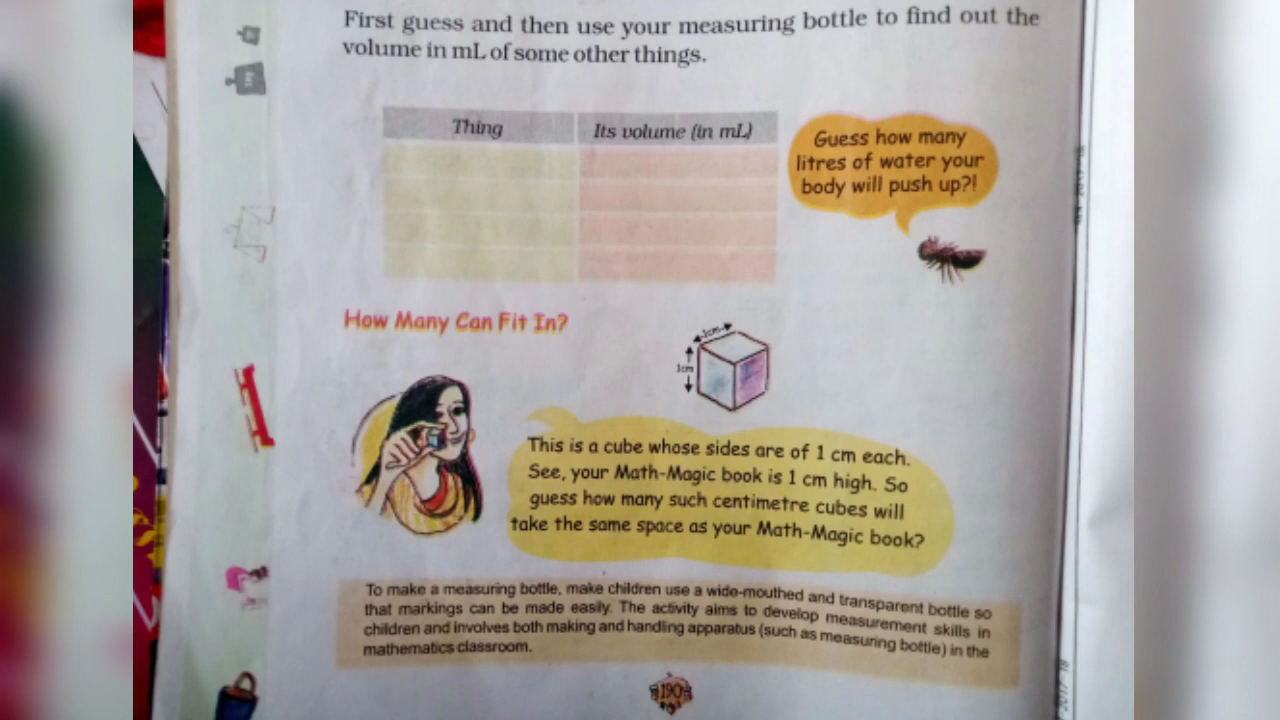 First guess and then use your measuring bottle to find out the
volume in mL of some other things.
Thing
Its volume (in mL)
Guess how many
litres of water your
body will push up?!
How Many Can Fit In?
1cm
1cm
This is a cube whose sides are of 1 cm each.
See, your Math-Magic book is 1 cm high. So
guess how many such centimetre cubes will
take the same space as your Math-Magic book?
To make a measuring bottle, make children use a wide-mouthed and transparent bottle so
that markings can be made easily. The activity aims to develop measurement skills in
children and involves both making and handling apparatus (such as measuring bottle) in the
mathematics classroom.
190
2017-18